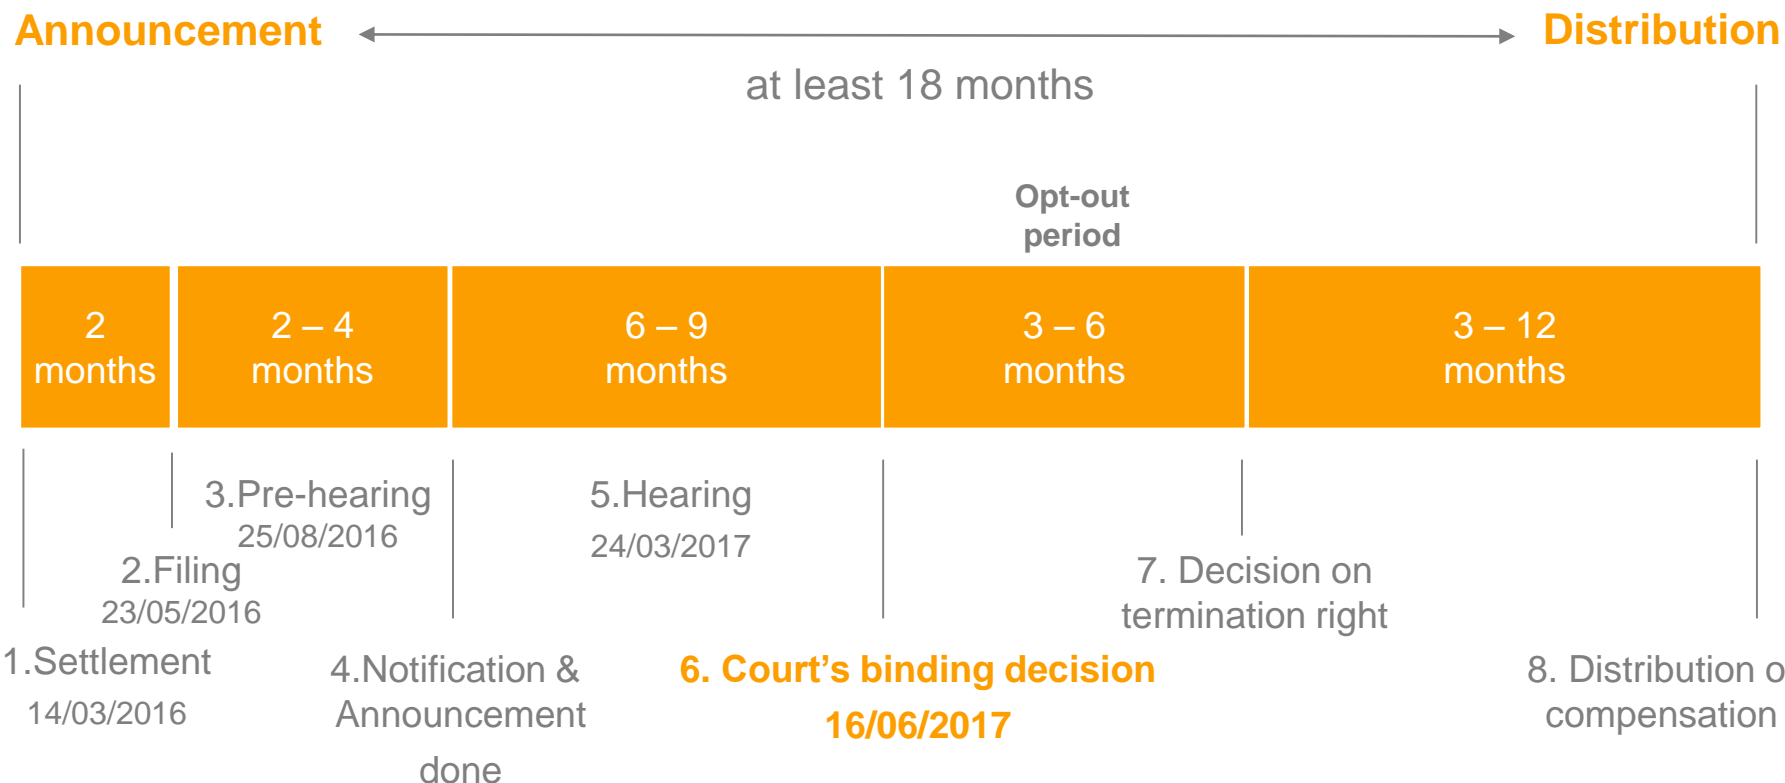 Announcement
Distribution
at least 18 months
Opt-out
period
2
months
2 – 4
months
6 – 9
months
3 – 6
months
3 – 12
months
3.Pre-hearing
25/08/2016
5.Hearing
24/03/2017
2.Filing
23/05/2016
7. Decision on
termination right
1.Settlement
14/03/2016
4.Notification &
Announcement
done
6. Court’s binding decision
16/06/2017
8. Distribution o
compensation